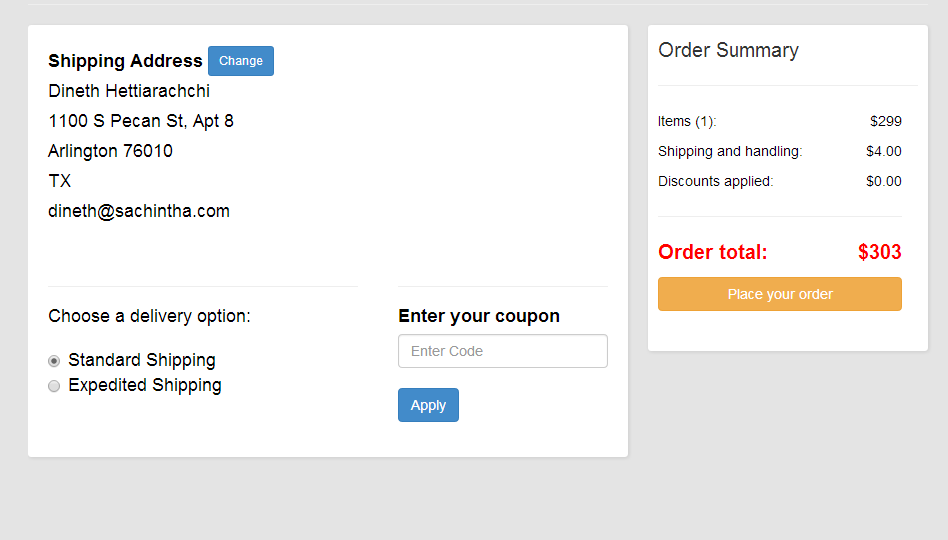 Shipping Address Change
Dineth Hettiarachchi
1100 S Pecan St, Apt 8
Arlington 76010
TX
dineth@sachintha.com
Choose a delivery option:
Standard Shipping
Expedited Shipping
Enter your coupon
Enter Code
Apply
Order Summary
Items (1): $299
Shipping and handling: $4.00
Discounts applied: $0.00
Order total: $303
Place your order